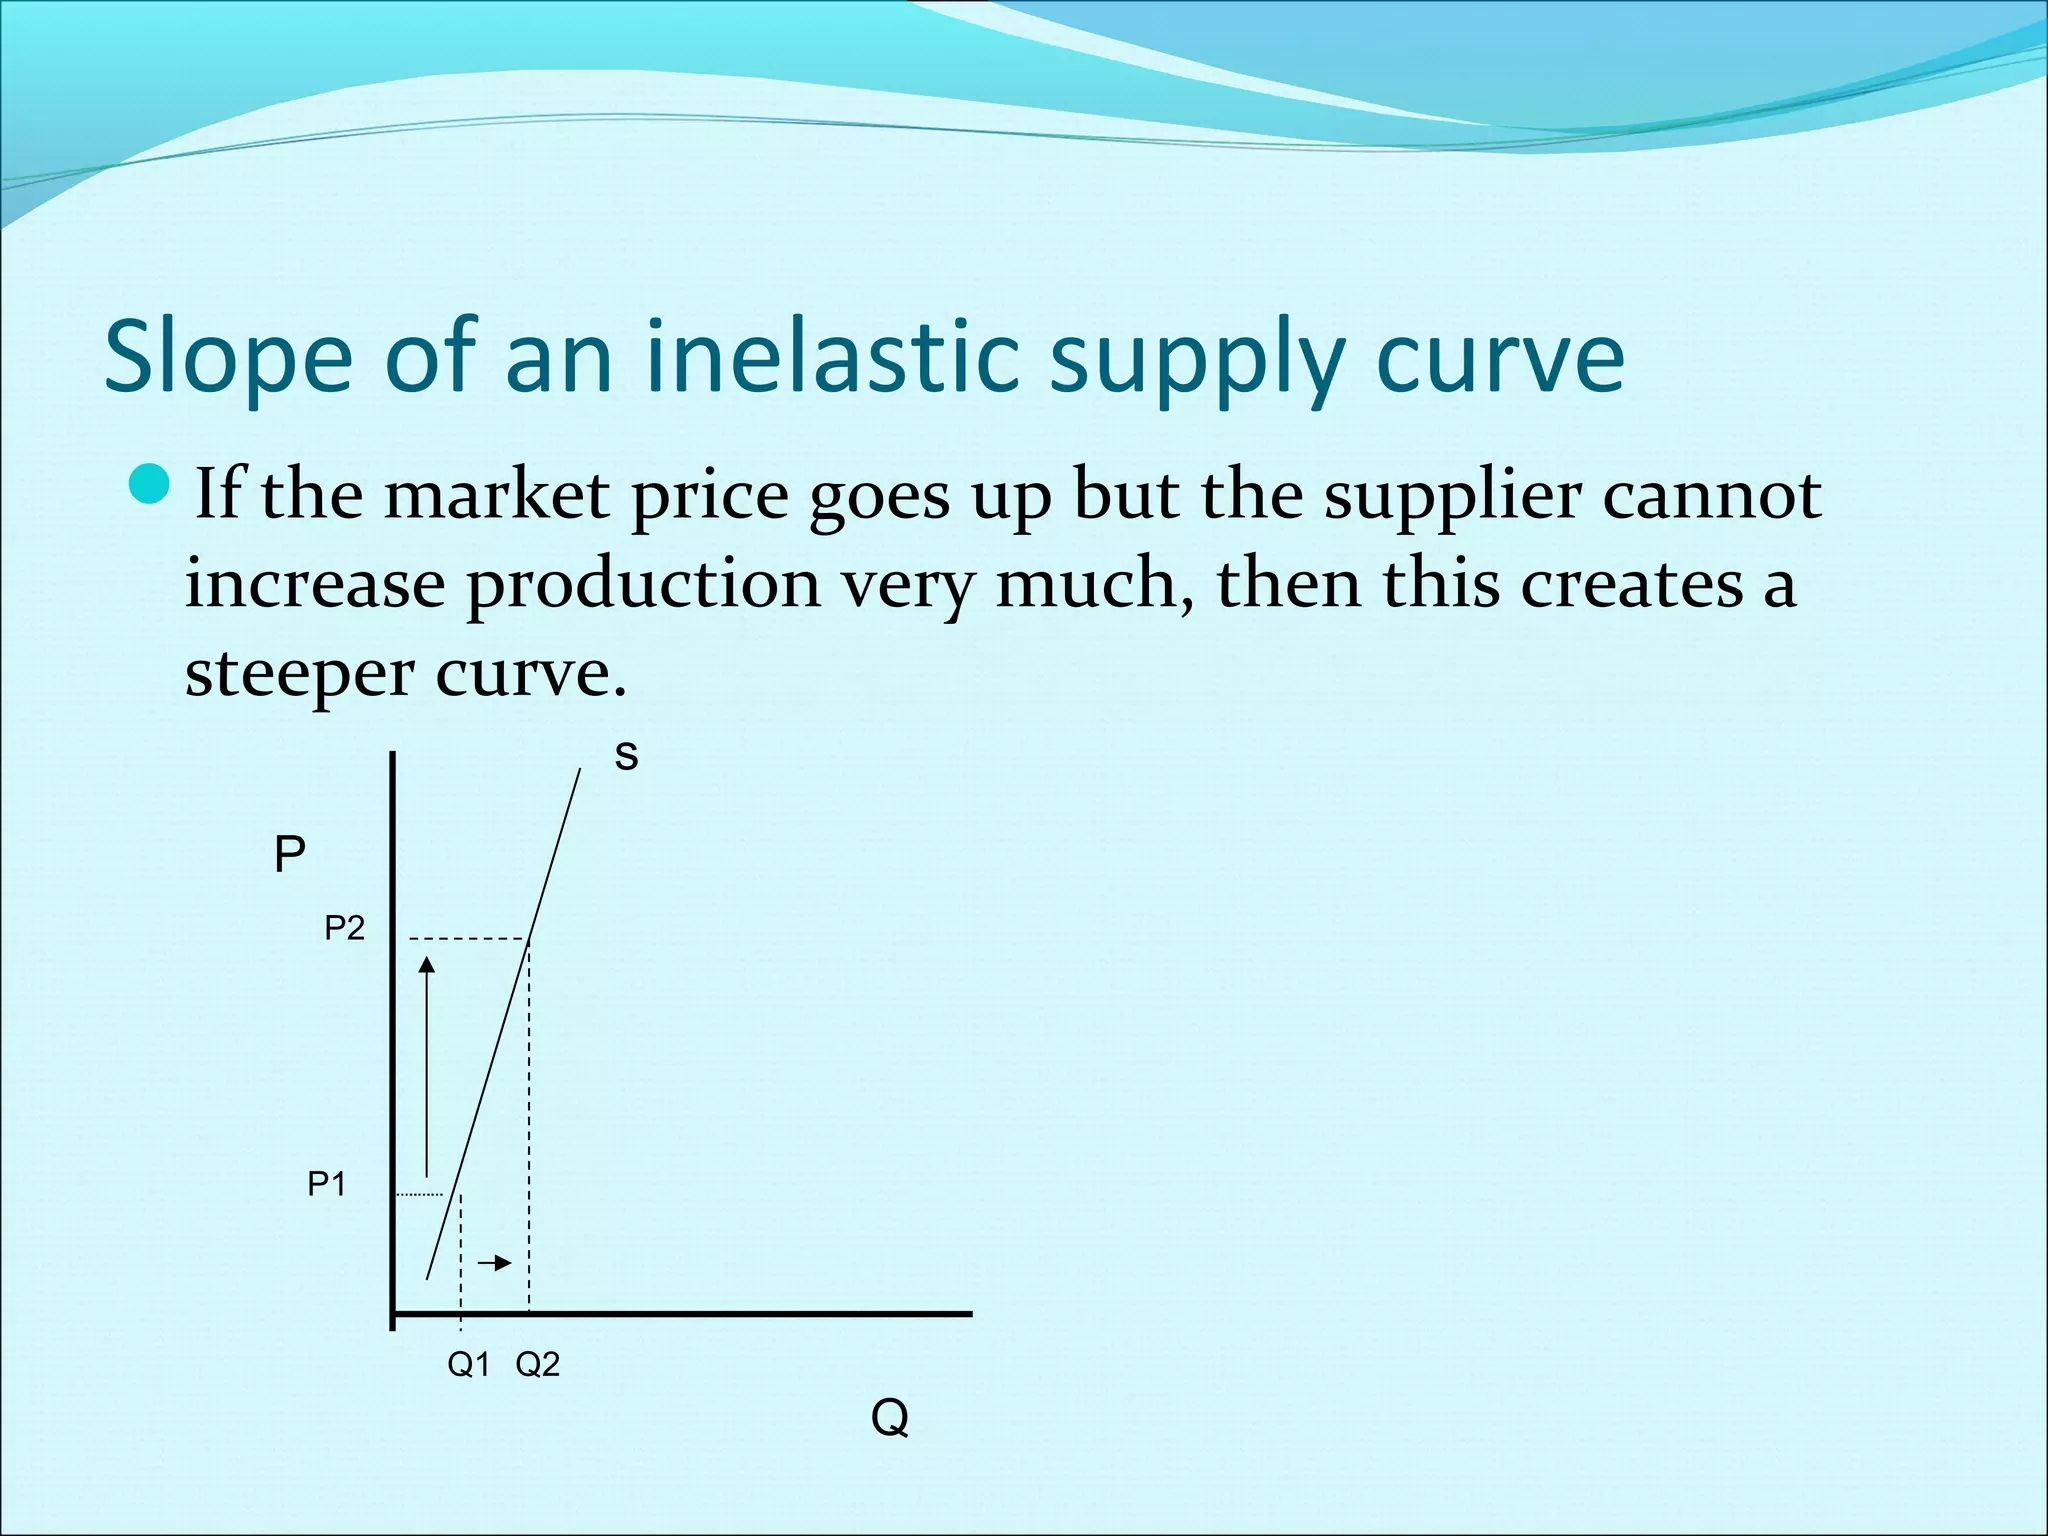 Slope of an inelastic supply curve
If the market price goes up but the supplier cannot
increase production very much, then this creates a
steeper curve.
s
P
P2
P1
Q1 Q2
Q